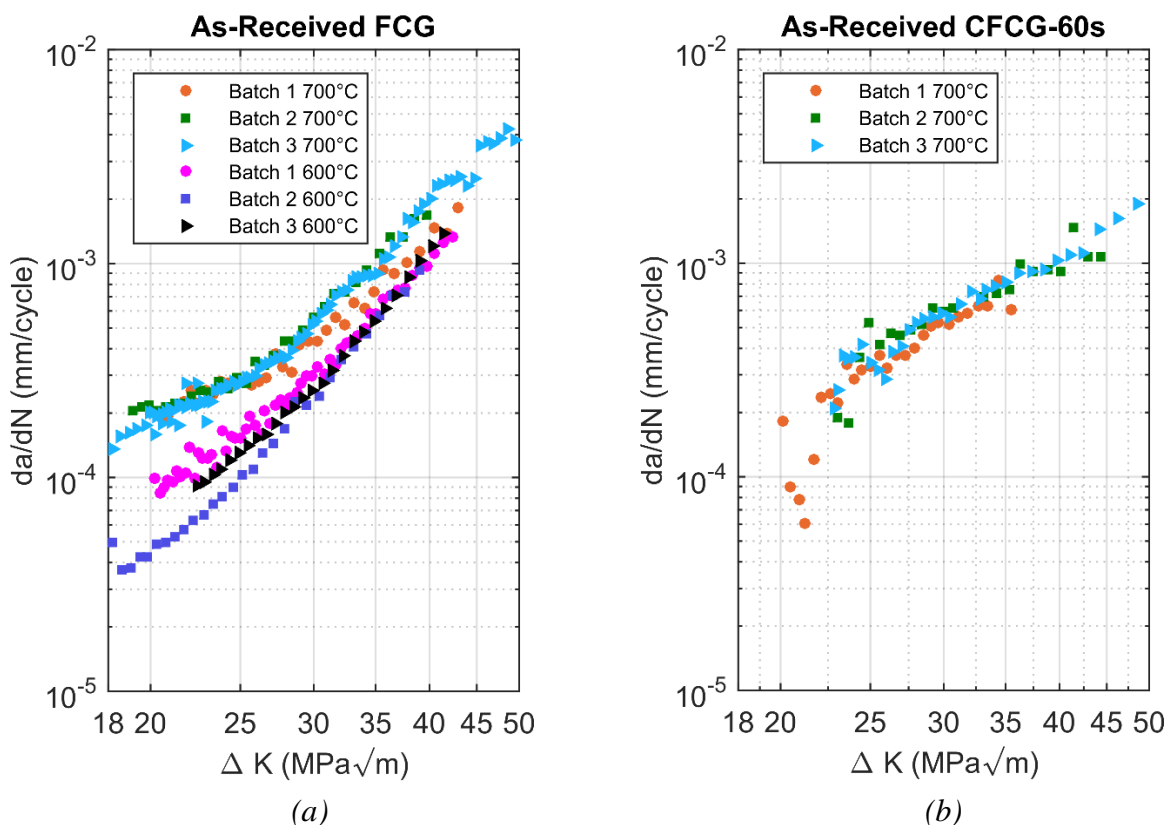 As-Received FCG
10^-2
10^-3
10^-4
10^-5
da/dN (mm/cycle)
Batch 1 700°C
Batch 2 700°C
Batch 3 700°C
Batch 1 600°C
Batch 2 600°C
Batch 3 600°C
18 20 25 30 35 40 45 50
Δ K (MPa√m)
(a)
As-Received CFCG-60s
10^-2
10^-3
10^-4
10^-5
da/dN (mm/cycle)
Batch 1 700°C
Batch 2 700°C
Batch 3 700°C
18 20 25 30 35 40 45 50
Δ K (MPa√m)
(b)